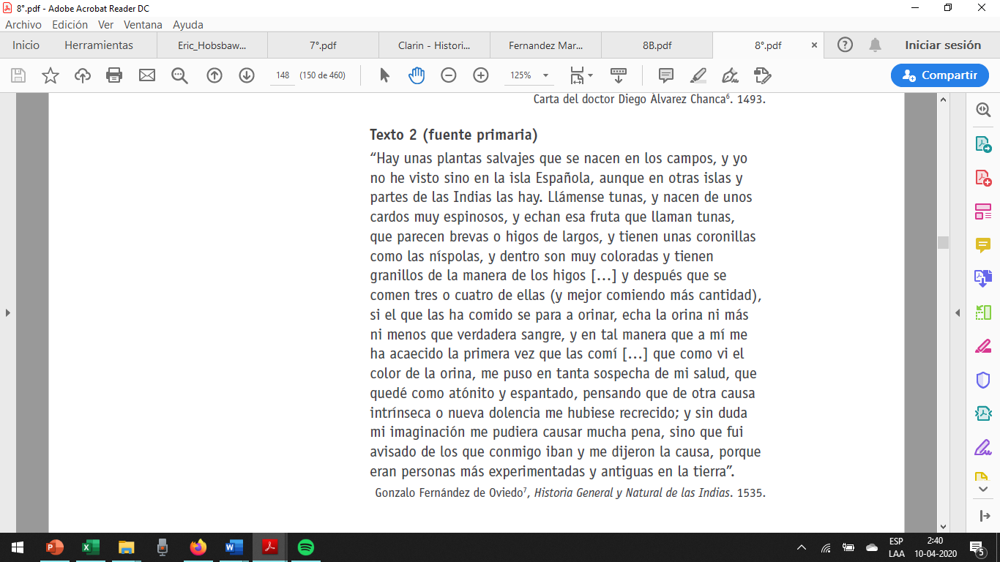 8°.pdf - Adobe Acrobat Reader DC
Archivo Edición Ver Ventana Ayuda
Inicio Herramientas Eric_Hobsbaw... 7°.pdf Clarin - Histori... Fernandez Mar... 8B.pdf 8°.pdf Iniciar sesión
148 (150 de 460) 125% Compartir
Carta del doctor Diego Álvarez Chanca6. 1493.
Texto 2 (fuente primaria)
“Hay unas plantas salvajes que se nacen en los campos, y yo
no he visto sino en la isla Española, aunque en otras islas y
partes de las Indias las hay. Llámense tunas, y nacen de unos
cardos muy espinosos, y echan esa fruta que llaman tunas,
que parecen brevas o higos de largos, y tienen unas coronillas
como las níspolas, y dentro son muy coloradas y tienen
granillos de la manera de los higos [...] y después que se
comen tres o cuatro de ellas (y mejor comiendo más cantidad),
si el que las ha comido se para a orinar, echa la orina ni más
ni menos que verdadera sangre, y en tal manera que a mí me
ha acaecido la primera vez que las comí [...] que como vi el
color de la orina, me puso en tanta sospecha de mi salud, que
quedé como atónito y espantado, pensando que de otra causa
intrínseca o nueva dolencia me hubiese recrecido; y sin duda
mi imaginación me pudiera causar mucha pena, sino que fui
avisado de los que conmigo iban y me dijeron la causa, porque
eran personas más experimentadas y antiguas en la tierra”.
Gonzalo Fernández de Oviedo7, Historia General y Natural de las Indias. 1535.
ESP 2:40
LAA 10-04-2020 5